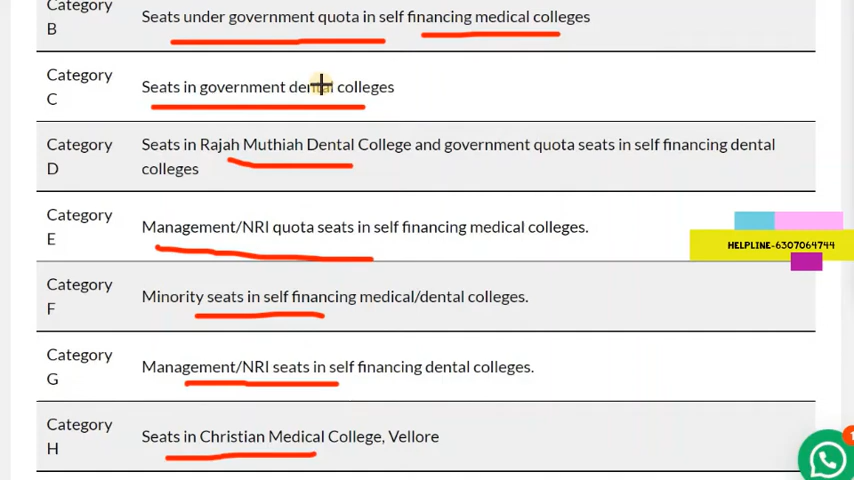 Category
B
Seats under government quota in self financing medical colleges
Category
C
Seats in government dental colleges
Category
D
Seats in Rajah Muthiah Dental College and government quota seats in self financing dental
colleges
Category
E
Management/NRI quota seats in self financing medical colleges.
HELPLINE-6307064744
Category
F
Minority seats in self financing medical/dental colleges.
Category
G
Management/NRI seats in self financing dental colleges.
Category
H
Seats in Christian Medical College, Vellore